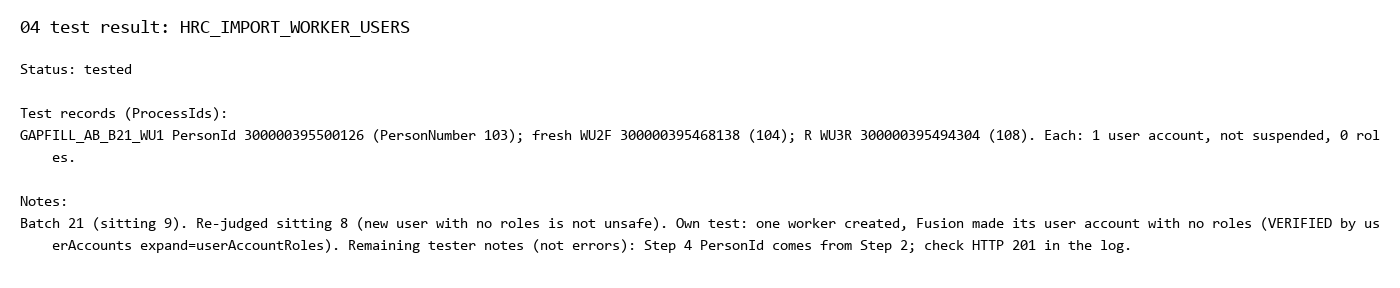 04 test result: HRC_IMPORT_WORKER_USERS
Status: tested
Test records (ProcessIds):
GAPFILL_AB_B21_WU1 PersonId 300000395500126 (PersonNumber 103); fresh WU2F 300000395468138 (104); R WU3R 300000395494304 (108). Each: 1 user account, not suspended, 0 rol
es.
Notes:
Batch 21 (sitting 9). Re-judged sitting 8 (new user with no roles is not unsafe). Own test: one worker created, Fusion made its user account with no roles (VERIFIED by us
erAccounts expand=userAccountRoles). Remaining tester notes (not errors): Step 4 PersonId comes from Step 2; check HTTP 201 in the log.